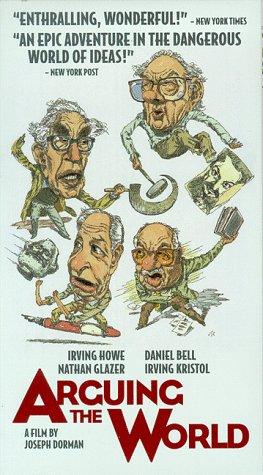 “ENTHRALLING, WONDERFUL!” – NEW YORK TIMES
“AN EPIC ADVENTURE IN THE DANGEROUS
WORLD OF IDEAS!”
– NEW YORK POST
IRVING HOWE DANIEL BELL
NATHAN GLAZER IRVING KRISTOL
ARGUING
THE WORLD
A FILM BY
JOSEPH DORMAN